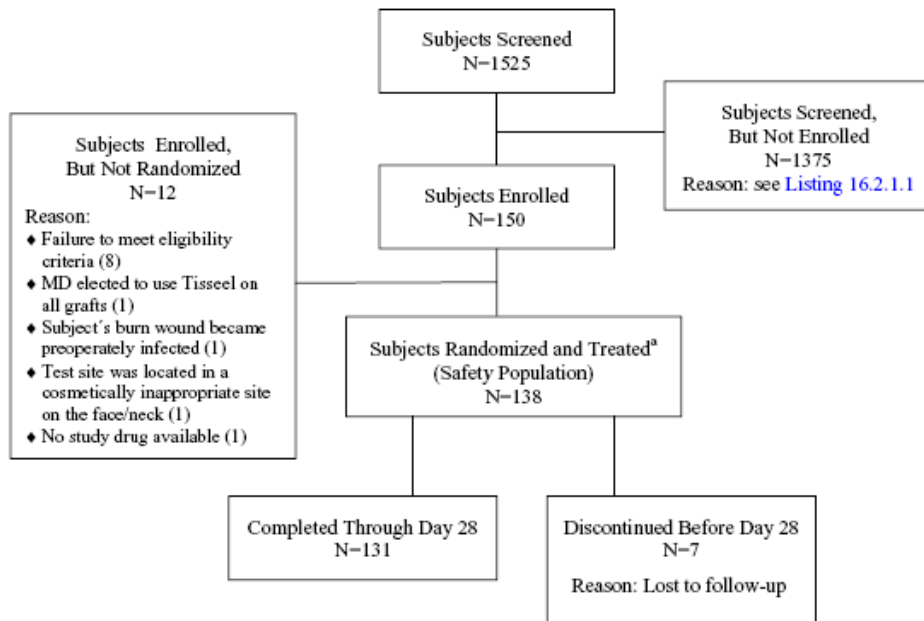 Subjects Screened
N=1525
Subjects Screened,
But Not Enrolled
N=1375
Reason: see Listing 16.2.1.1
Subjects Enrolled,
But Not Randomized
N=12
Reason:
♦ Failure to meet eligibility
criteria (8)
♦ MD elected to use Tisseel on
all grafts (1)
♦ Subject´s burn wound became
preoperately infected (1)
♦ Test site was located in a
cosmetically inappropriate site
on the face/neck (1)
♦ No study drug available (1)
Subjects Enrolled
N=150
Subjects Randomized and Treatedᵃ
(Safety Population)
N=138
Completed Through Day 28
N=131
Discontinued Before Day 28
N=7
Reason: Lost to follow-up